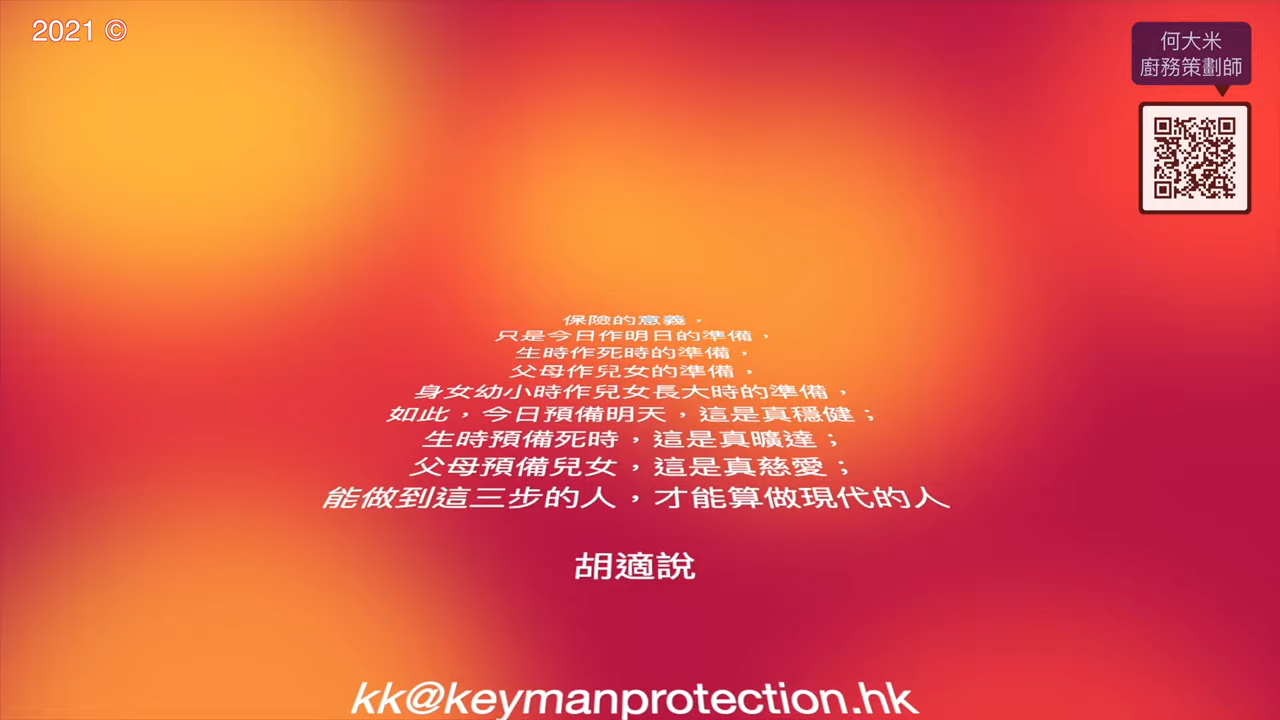 2021 ©
何大米
廚務策劃師
保險的意義，
只是今日作明日的準備，
生時作死時的準備，
父母作兒女的準備，
身女幼小時作兒女長大時的準備，
如此，今日預備明天，這是真穩健；
生時預備死時，這是真曠達；
父母預備兒女，這是真慈愛；
能做到這三步的人，才能算做現代的人
胡適說
kk@keymanprotection.hk